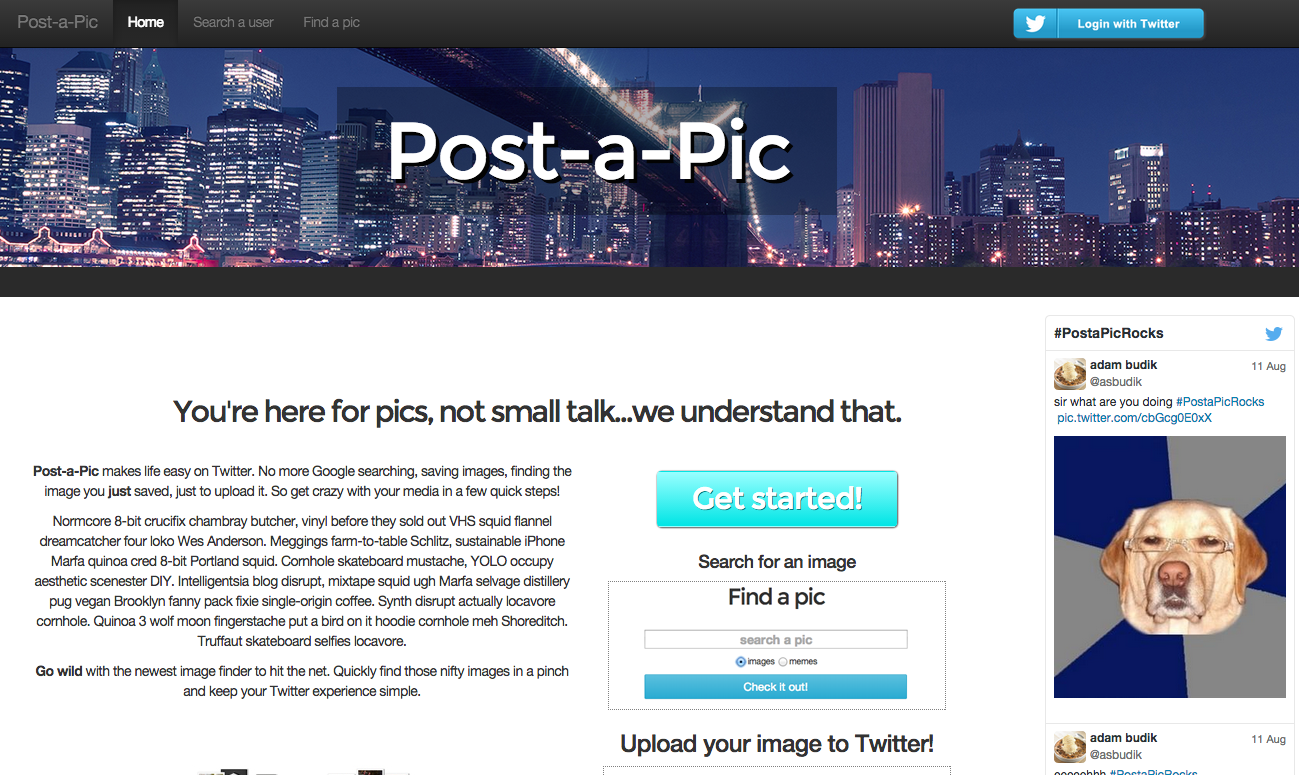 Post-a-Pic
Home
Search a user
Find a pic
Login with Twitter
Post-a-Pic
You're here for pics, not small talk...we understand that.
Post-a-Pic makes life easy on Twitter. No more Google searching, saving images, finding the
image you just saved, just to upload it. So get crazy with your media in a few quick steps!
Normcore 8-bit crucifix chambray butcher, vinyl before they sold out VHS squid flannel
dreamcatcher four loko Wes Anderson. Meggings farm-to-table Schlitz, sustainable iPhone
Marfa quinoa cred 8-bit Portland squid. Cornhole skateboard mustache, YOLO occupy
aesthetic scenester DIY. Intelligentsia blog disrupt, mixtape squid ugh Marfa selvage distillery
pug vegan Brooklyn fanny pack fixie single-origin coffee. Synth disrupt actually locavore
cornhole. Quinoa 3 wolf moon fingerstache put a bird on it hoodie cornhole meh Shoreditch.
Truffaut skateboard selfies locavore.
Go wild with the newest image finder to hit the net. Quickly find those nifty images in a pinch
and keep your Twitter experience simple.
Get started!
Search for an image
Find a pic
search a pic
images memes
Check it out!
Upload your image to Twitter!
#PostaPicRocks
adam budik
11 Aug
@asbudik
sir what are you doing #PostaPicRocks
pic.twitter.com/cbGcg0E0xX
adam budik
11 Aug
@asbudik
#PostaPicRocks